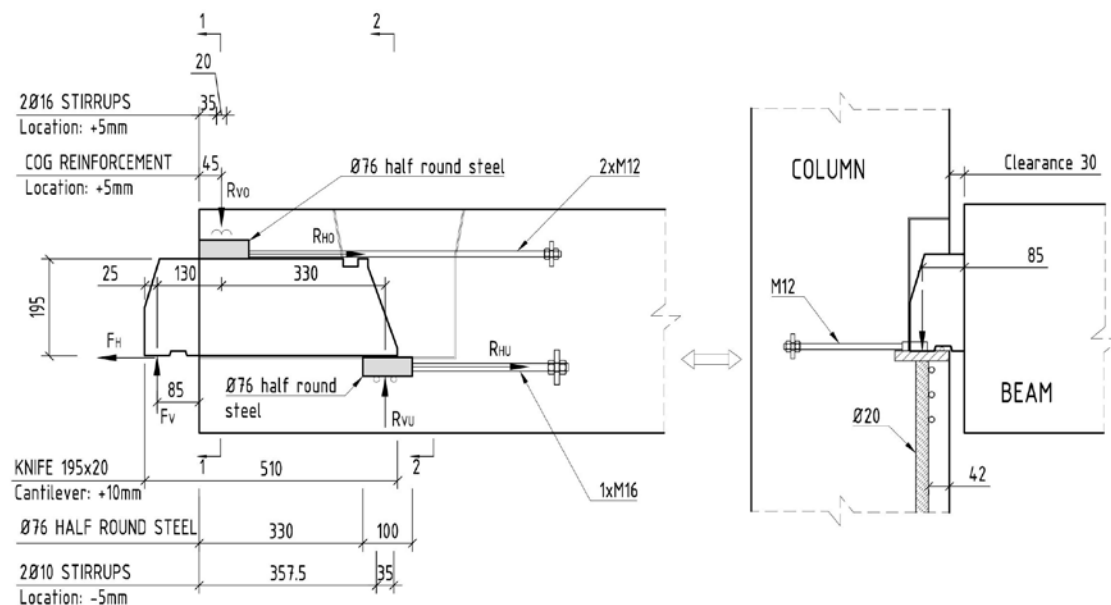 1
2
20
2Ø16 STIRRUPS
35
Location: +5mm
COG REINFORCEMENT
45
Location: +5mm
RVO
Ø76 half round steel
2xM12
RHO
25
130
330
195
FH
85
FV
Ø76 half round
steel
RHU
RVU
1
2
KNIFE 195x20
510
Cantilever: +10mm
1xM16
Ø76 HALF ROUND STEEL
330
100
2Ø10 STIRRUPS
357.5
35
Location: -5mm
COLUMN
Clearance 30
85
M12
BEAM
Ø20
42